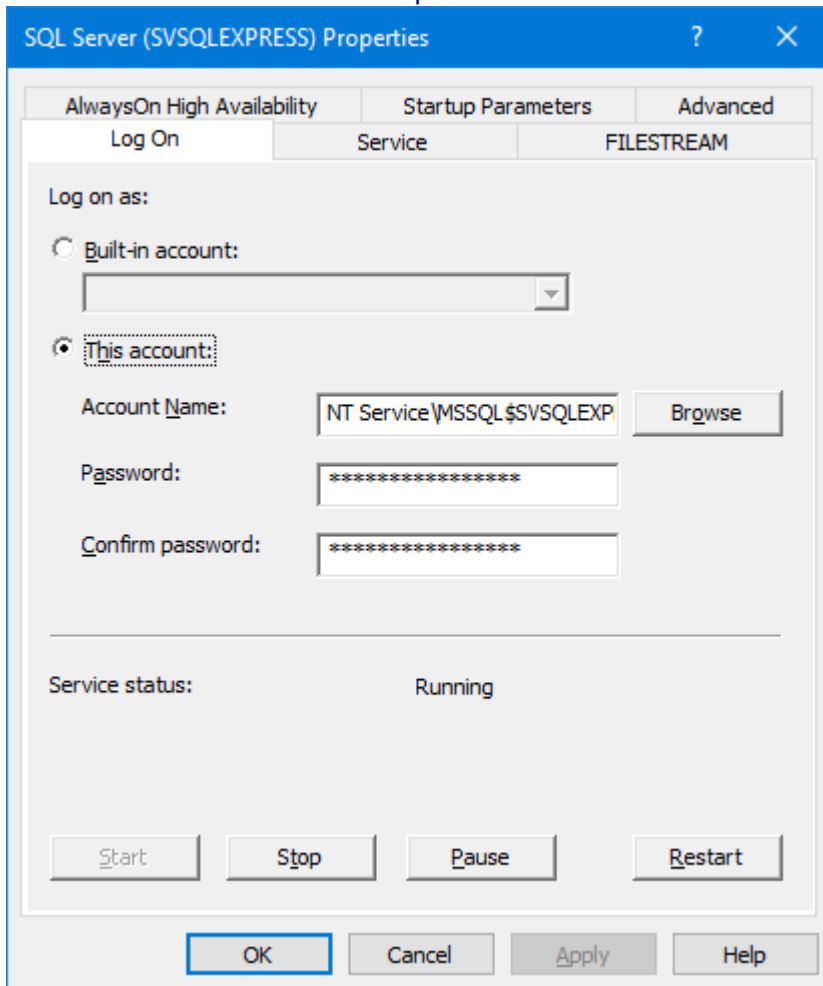 SQL Server (SVSQLEXPRESS) Properties ? ×
AlwaysOn High Availability Startup Parameters Advanced
Log On Service FILESTREAM
Log on as:
Built-in account:
This account:
Account Name: NT Service\MSSQL$SVSQLEXP Browse
Password: ****************
Confirm password: ****************
Service status: Running
Start Stop Pause Restart
OK Cancel Apply Help